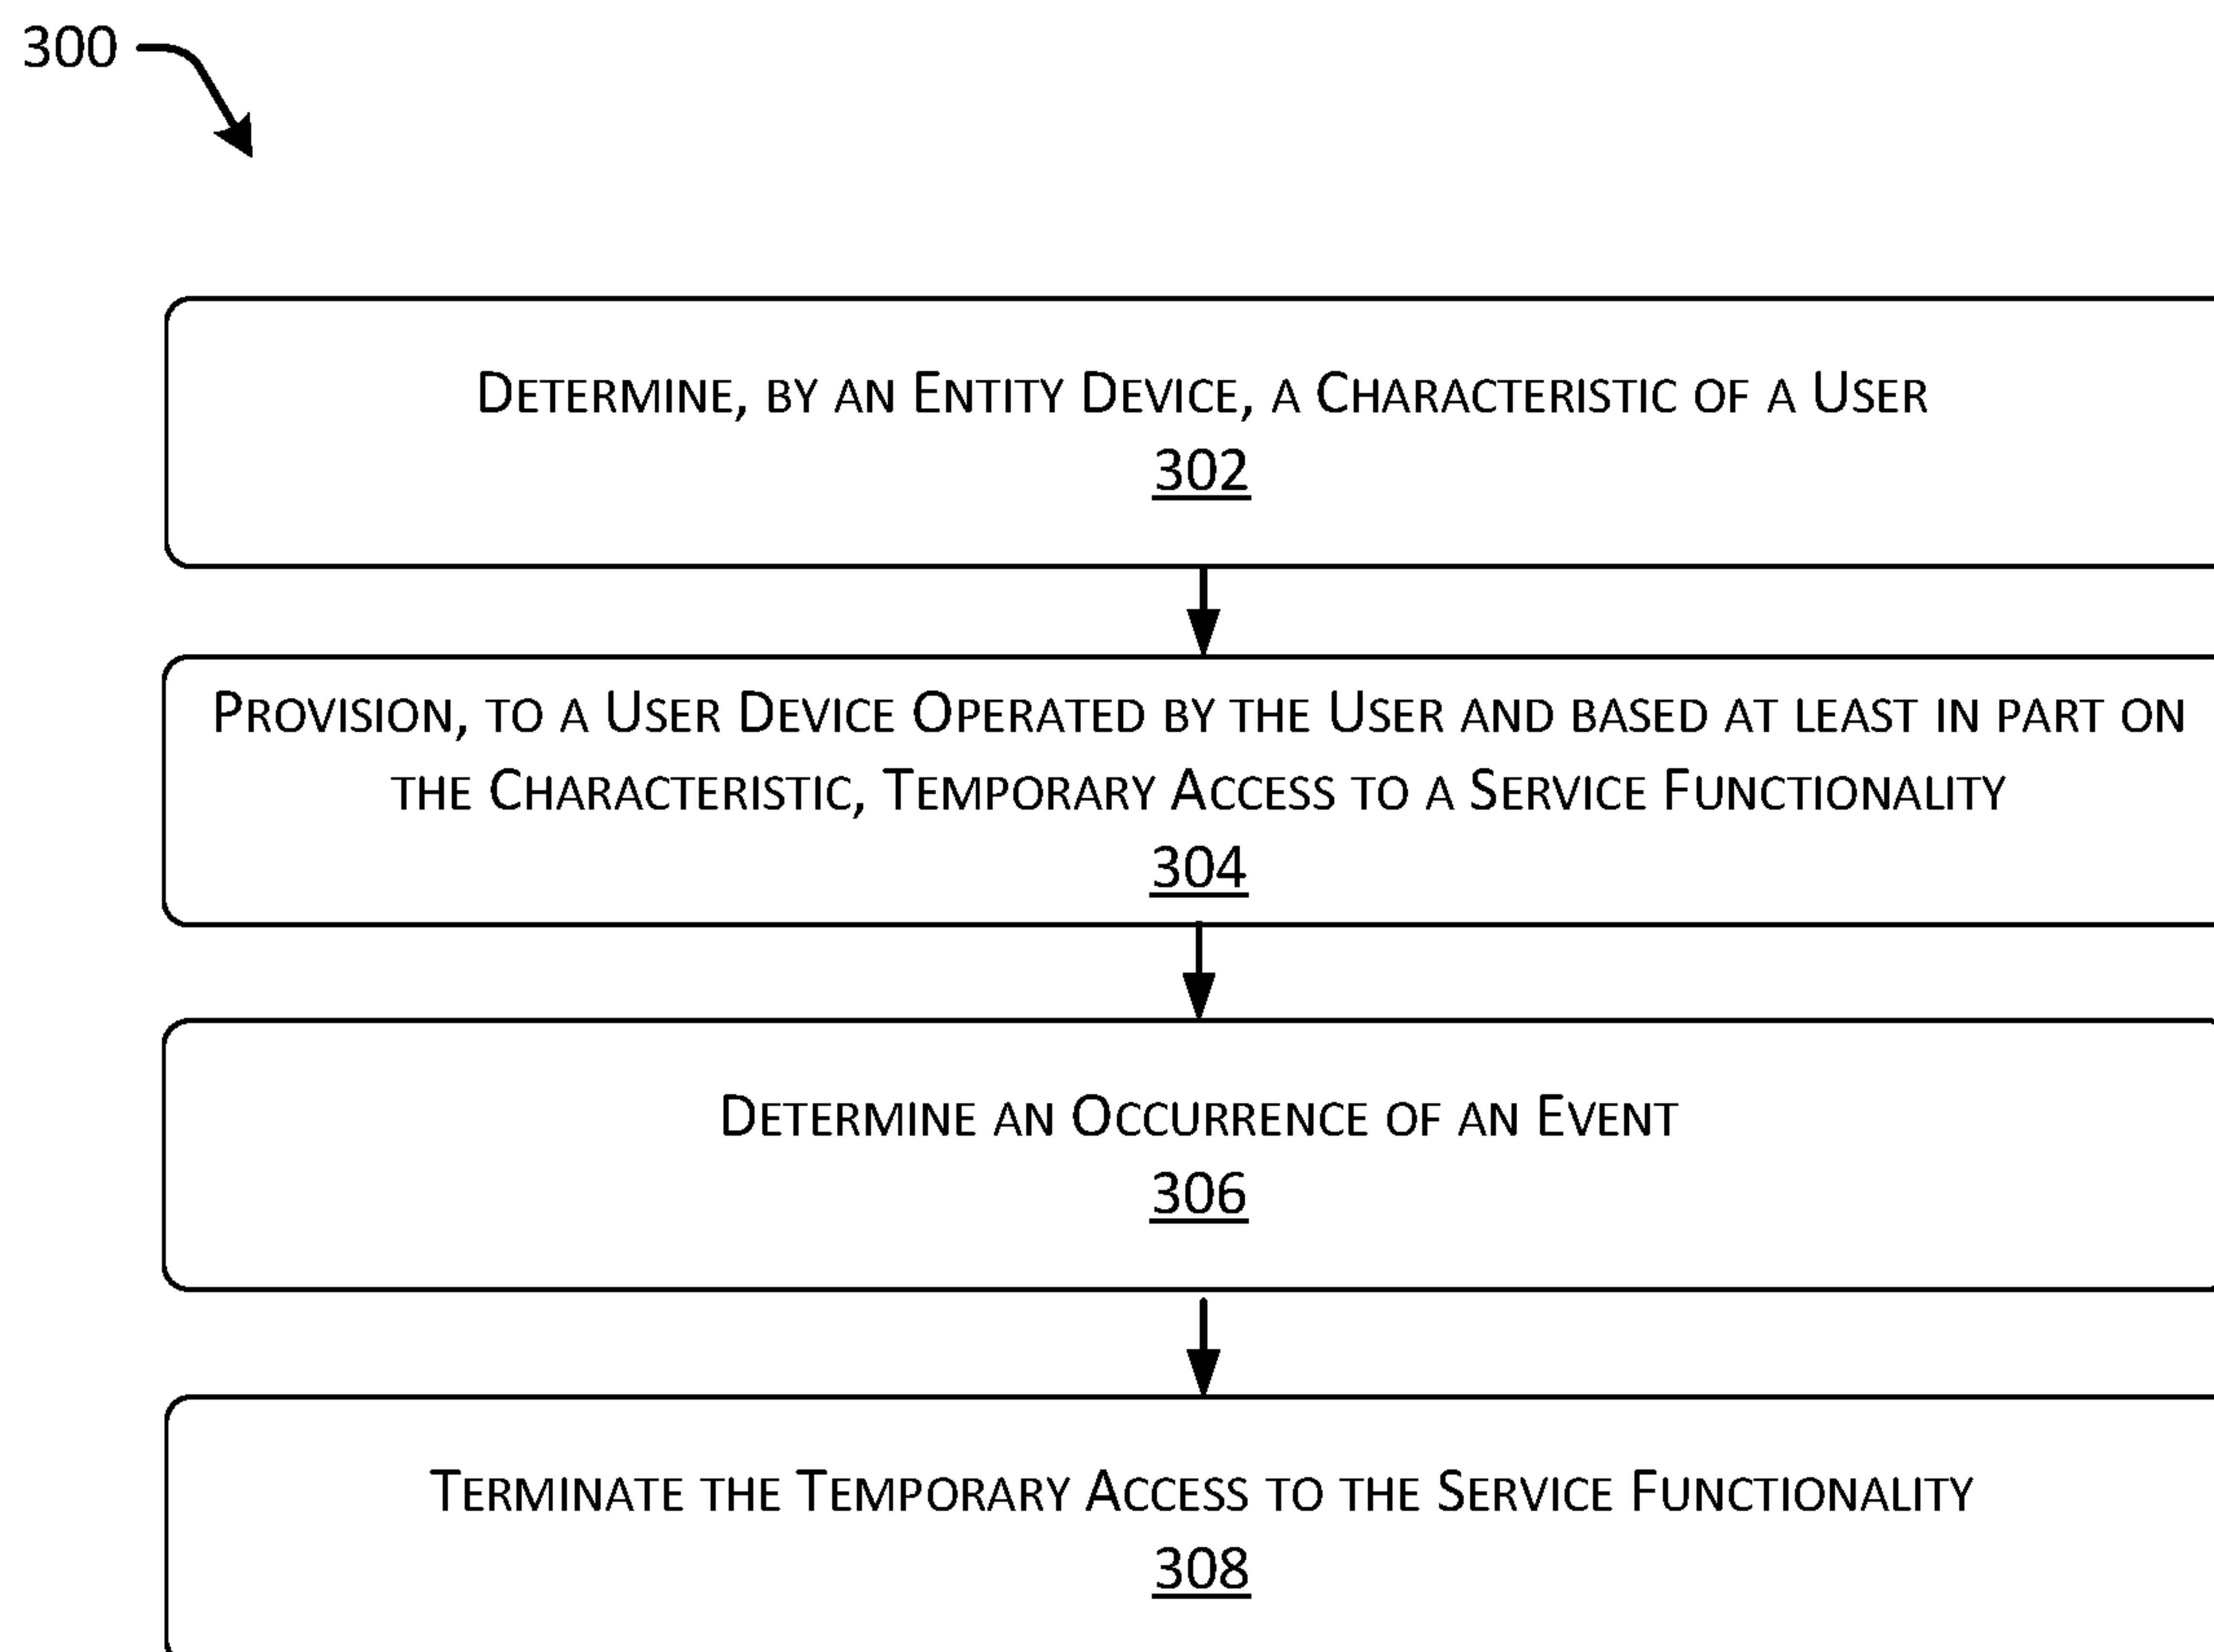 300
Determine, by an Entity Device, a Characteristic of a User
302
Provision, to a User Device Operated by the User and based at least in part on
the Characteristic, Temporary Access to a Service Functionality
304
Determine an Occurrence of an Event
306
Terminate the Temporary Access to the Service Functionality
308